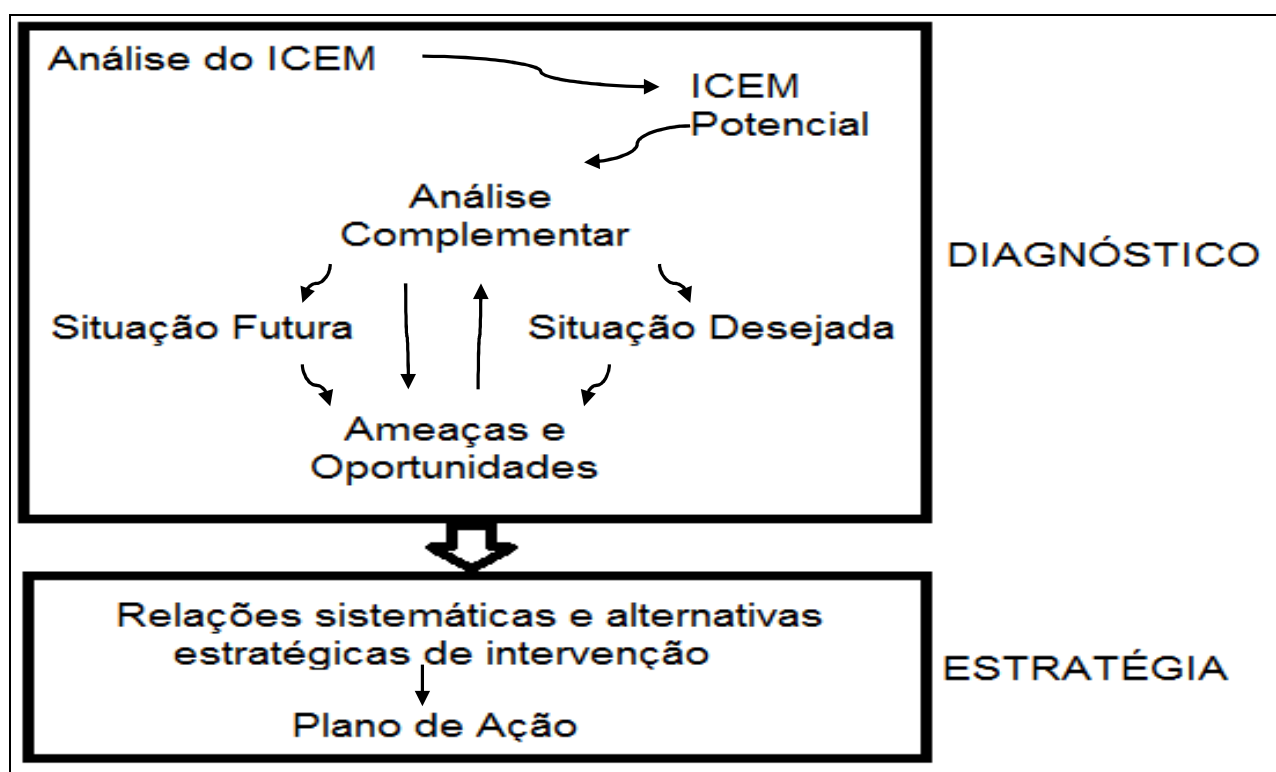 Análise do ICEM
ICEM
Potencial
Análise
Complementar
DIAGNÓSTICO
Situação Futura
Situação Desejada
Ameaças e
Oportunidades
Relações sistemáticas e alternativas
estratégicas de intervenção
ESTRATÉGIA
Plano de Ação